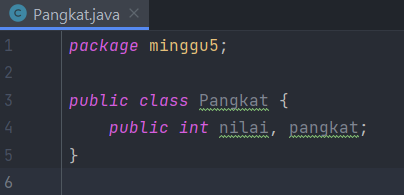 Pangkat.java
1 package minggu5;
2
3 public class Pangkat {
4     public int nilai, pangkat;
5 }
6